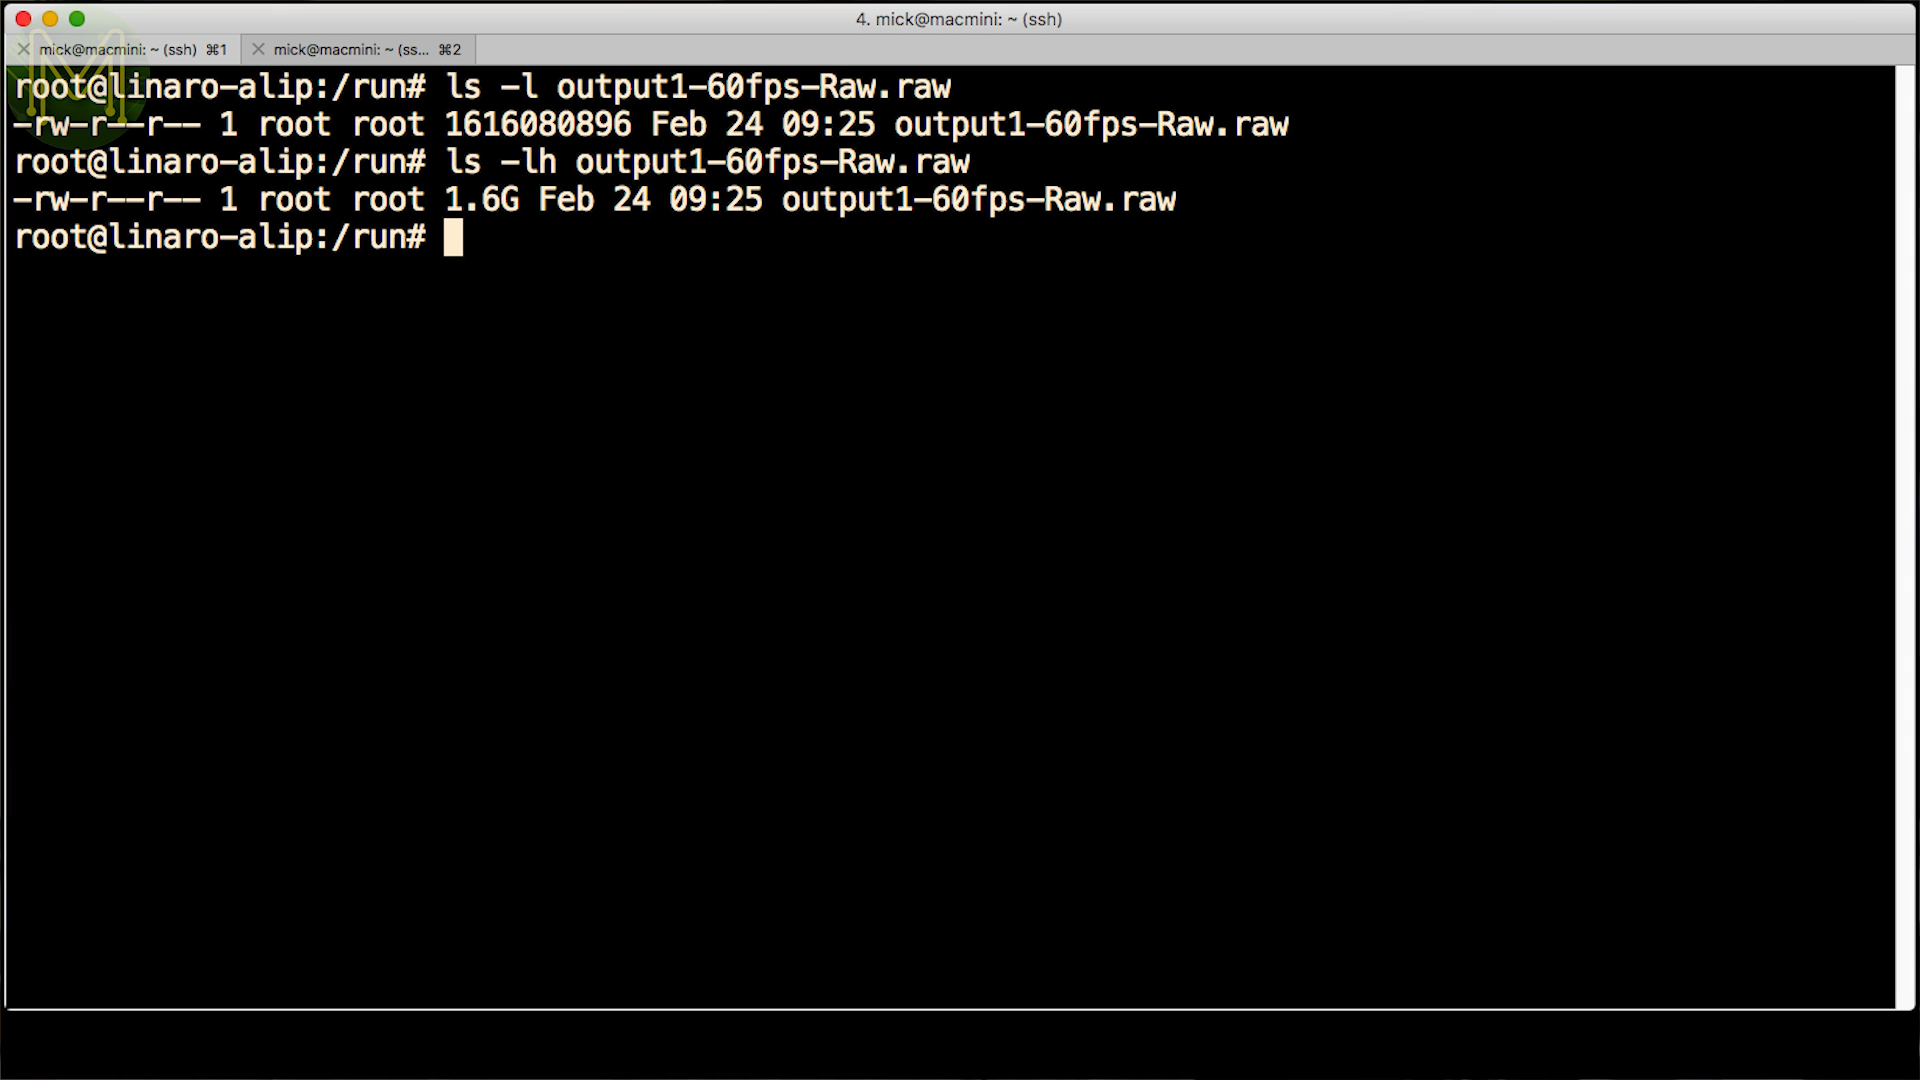 4. mick@macmini: ~ (ssh)
mick@macmini: ~ (ssh) ⌘1 mick@macmini: ~ (ss... ⌘2
root@linaro-alip:/run# ls -l output1-60fps-Raw.raw
-rw-r--r-- 1 root root 1616080896 Feb 24 09:25 output1-60fps-Raw.raw
root@linaro-alip:/run# ls -lh output1-60fps-Raw.raw
-rw-r--r-- 1 root root 1.6G Feb 24 09:25 output1-60fps-Raw.raw
root@linaro-alip:/run#